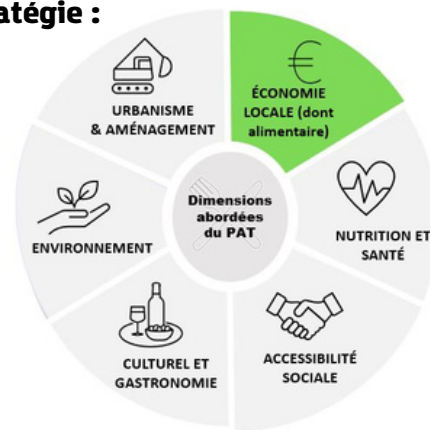 atégie :
€
ÉCONOMIE
LOCALE (dont
alimentaire)
URBANISME
& AMÉNAGEMENT
Dimensions
abordées
du PAT
NUTRITION ET
SANTÉ
ENVIRONNEMENT
CULTUREL ET
GASTRONOMIE
ACCESSIBILITÉ
SOCIALE